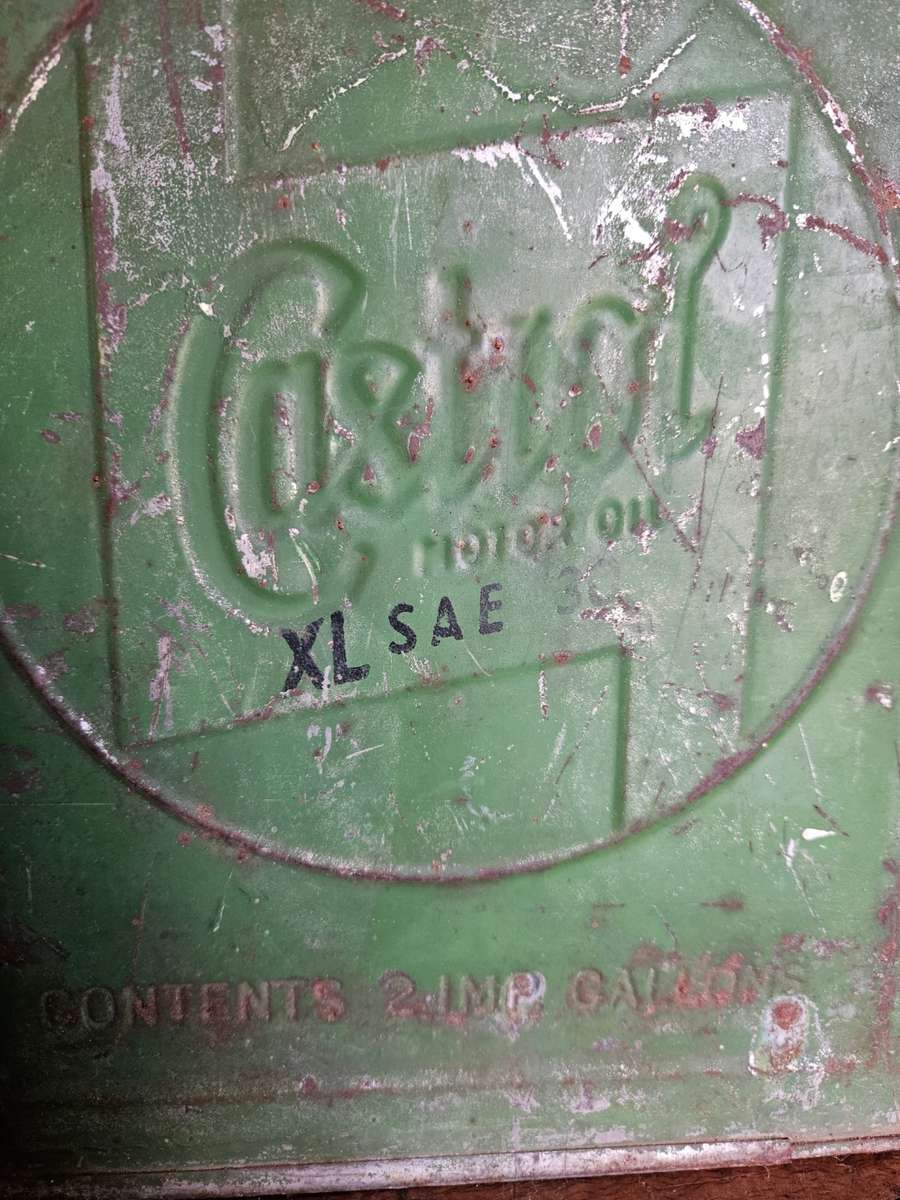 Castrol
MOTOR OIL
XL SAE 30
CONTENTS 2 IMP. GALLONS